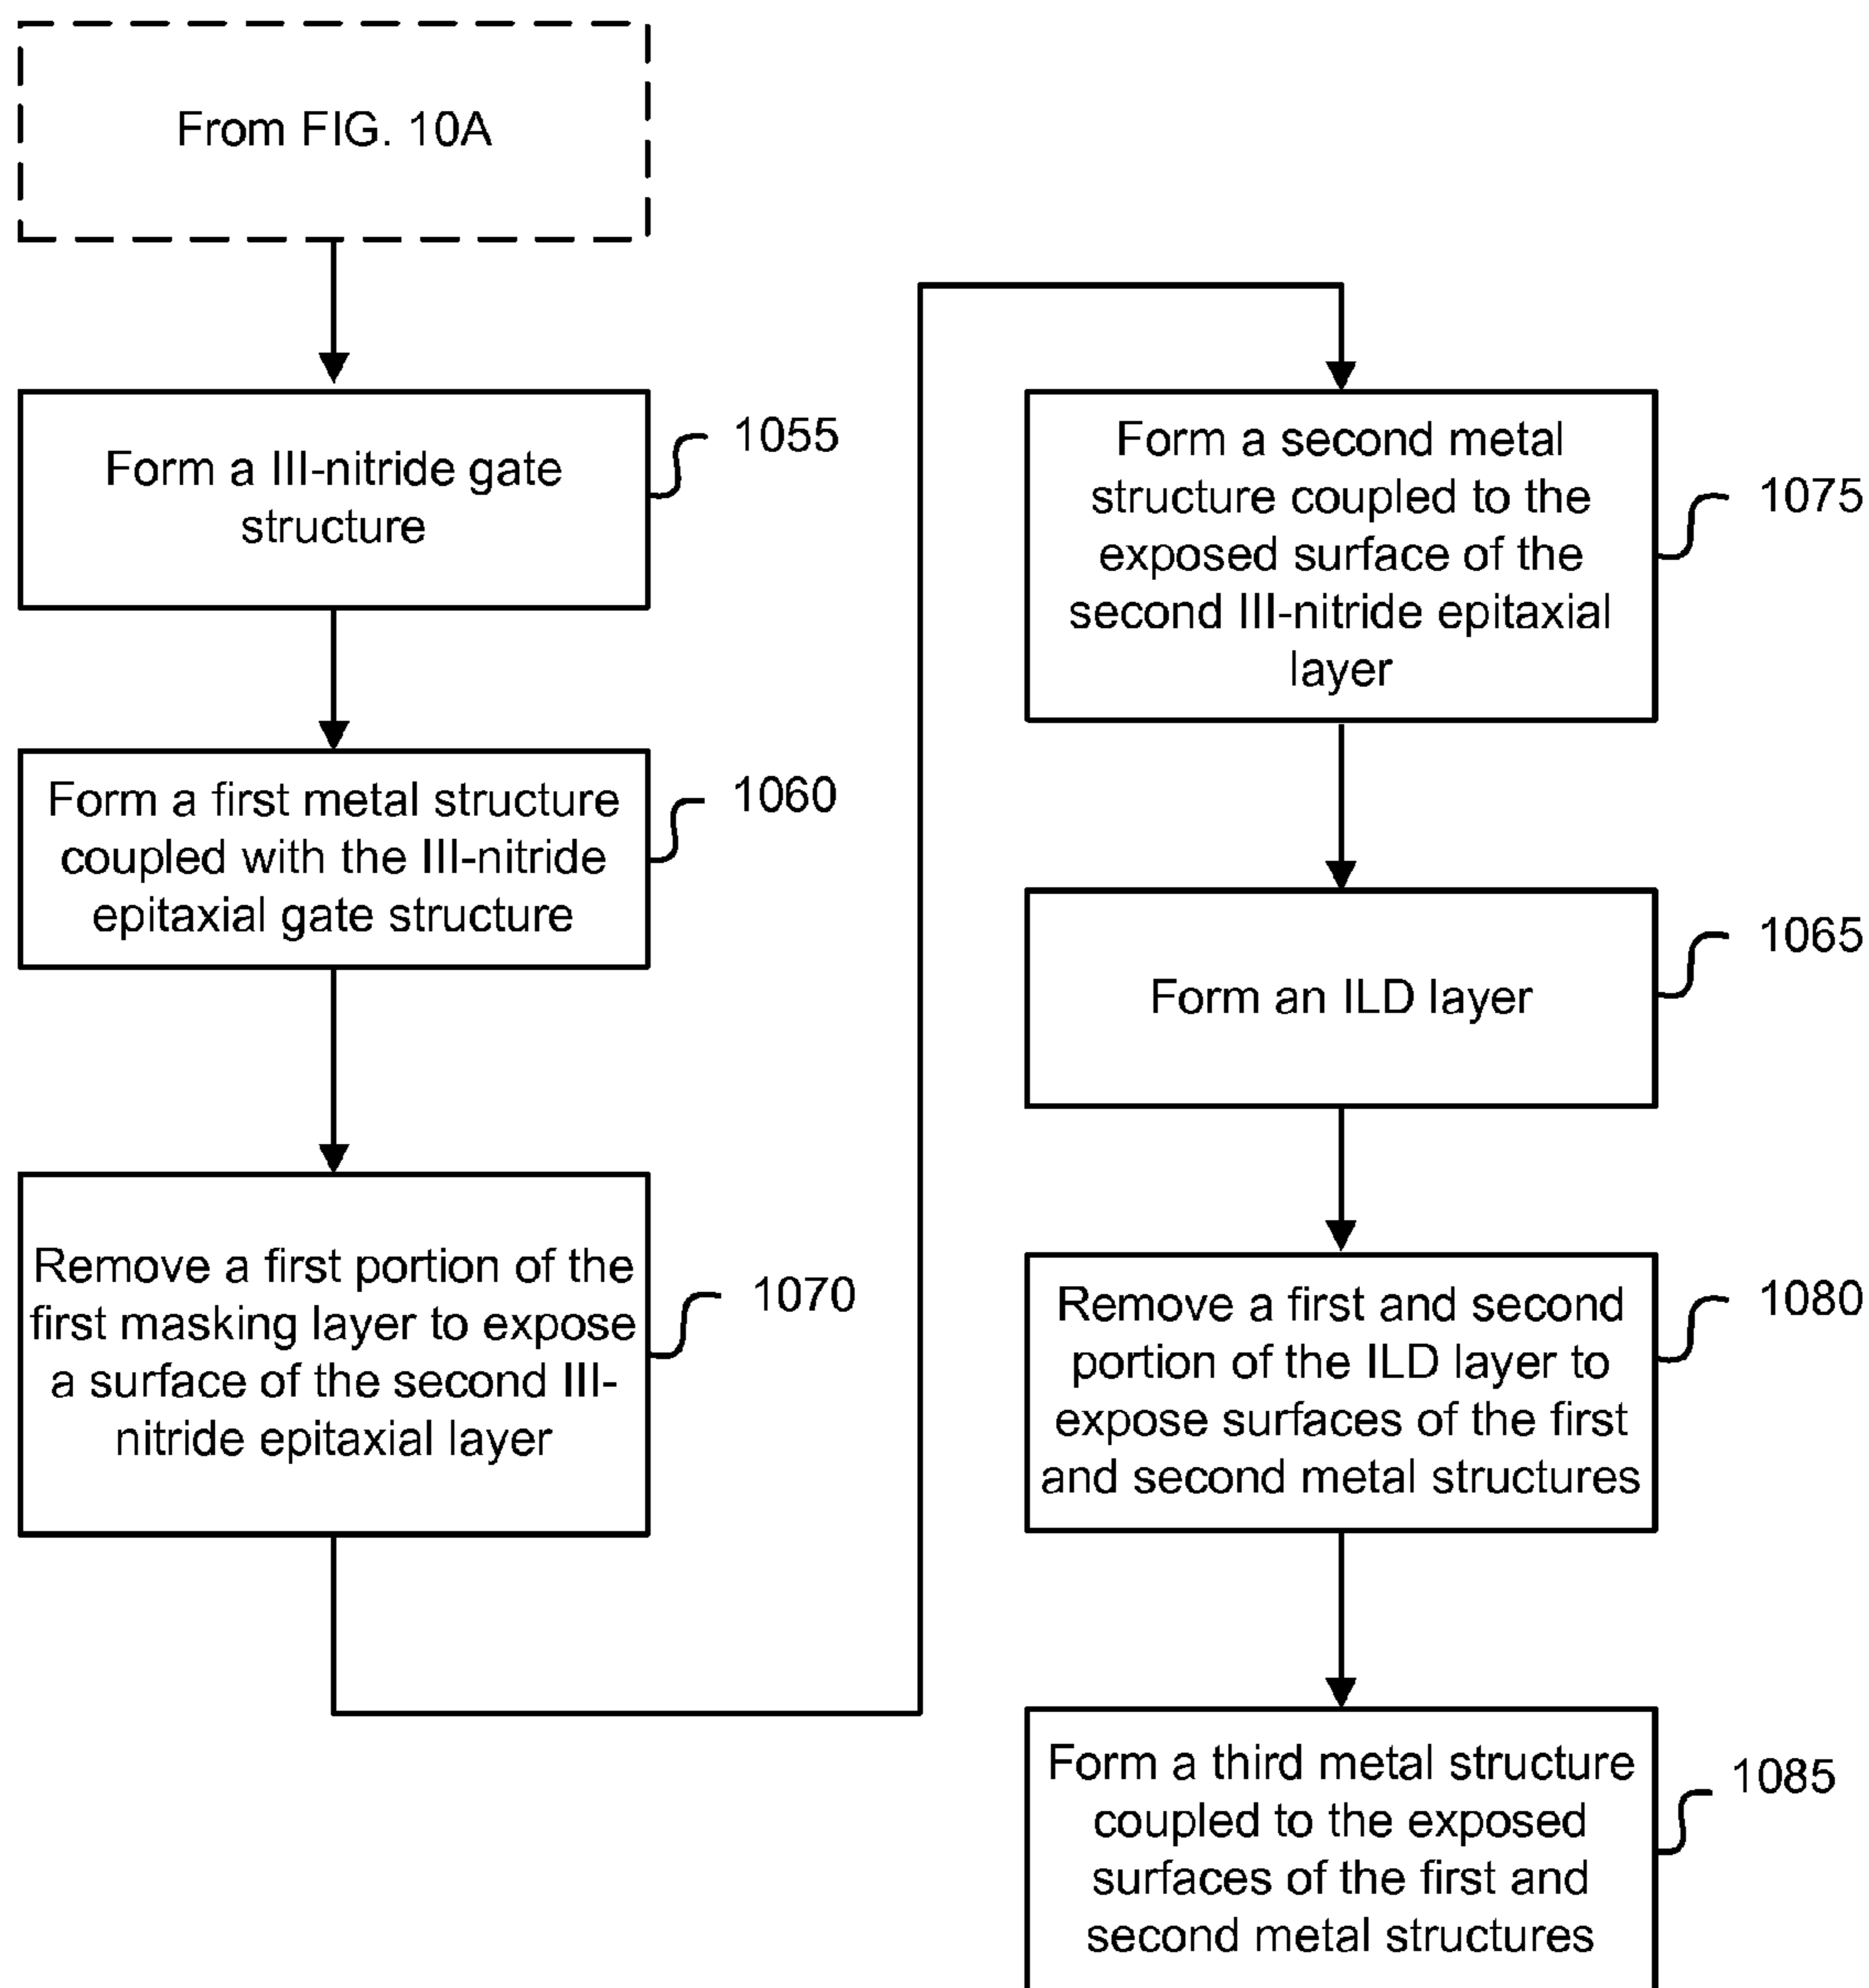 From FIG. 10A
Form a III-nitride gate
structure
1055
Form a first metal structure
coupled with the III-nitride
epitaxial gate structure
1060
Remove a first portion of the
first masking layer to expose
a surface of the second III-
nitride epitaxial layer
1070
Form a second metal
structure coupled to the
exposed surface of the
second III-nitride epitaxial
layer
1075
Form an ILD layer
1065
Remove a first and second
portion of the ILD layer to
expose surfaces of the first
and second metal structures
1080
Form a third metal structure
coupled to the exposed
surfaces of the first and
second metal structures
1085